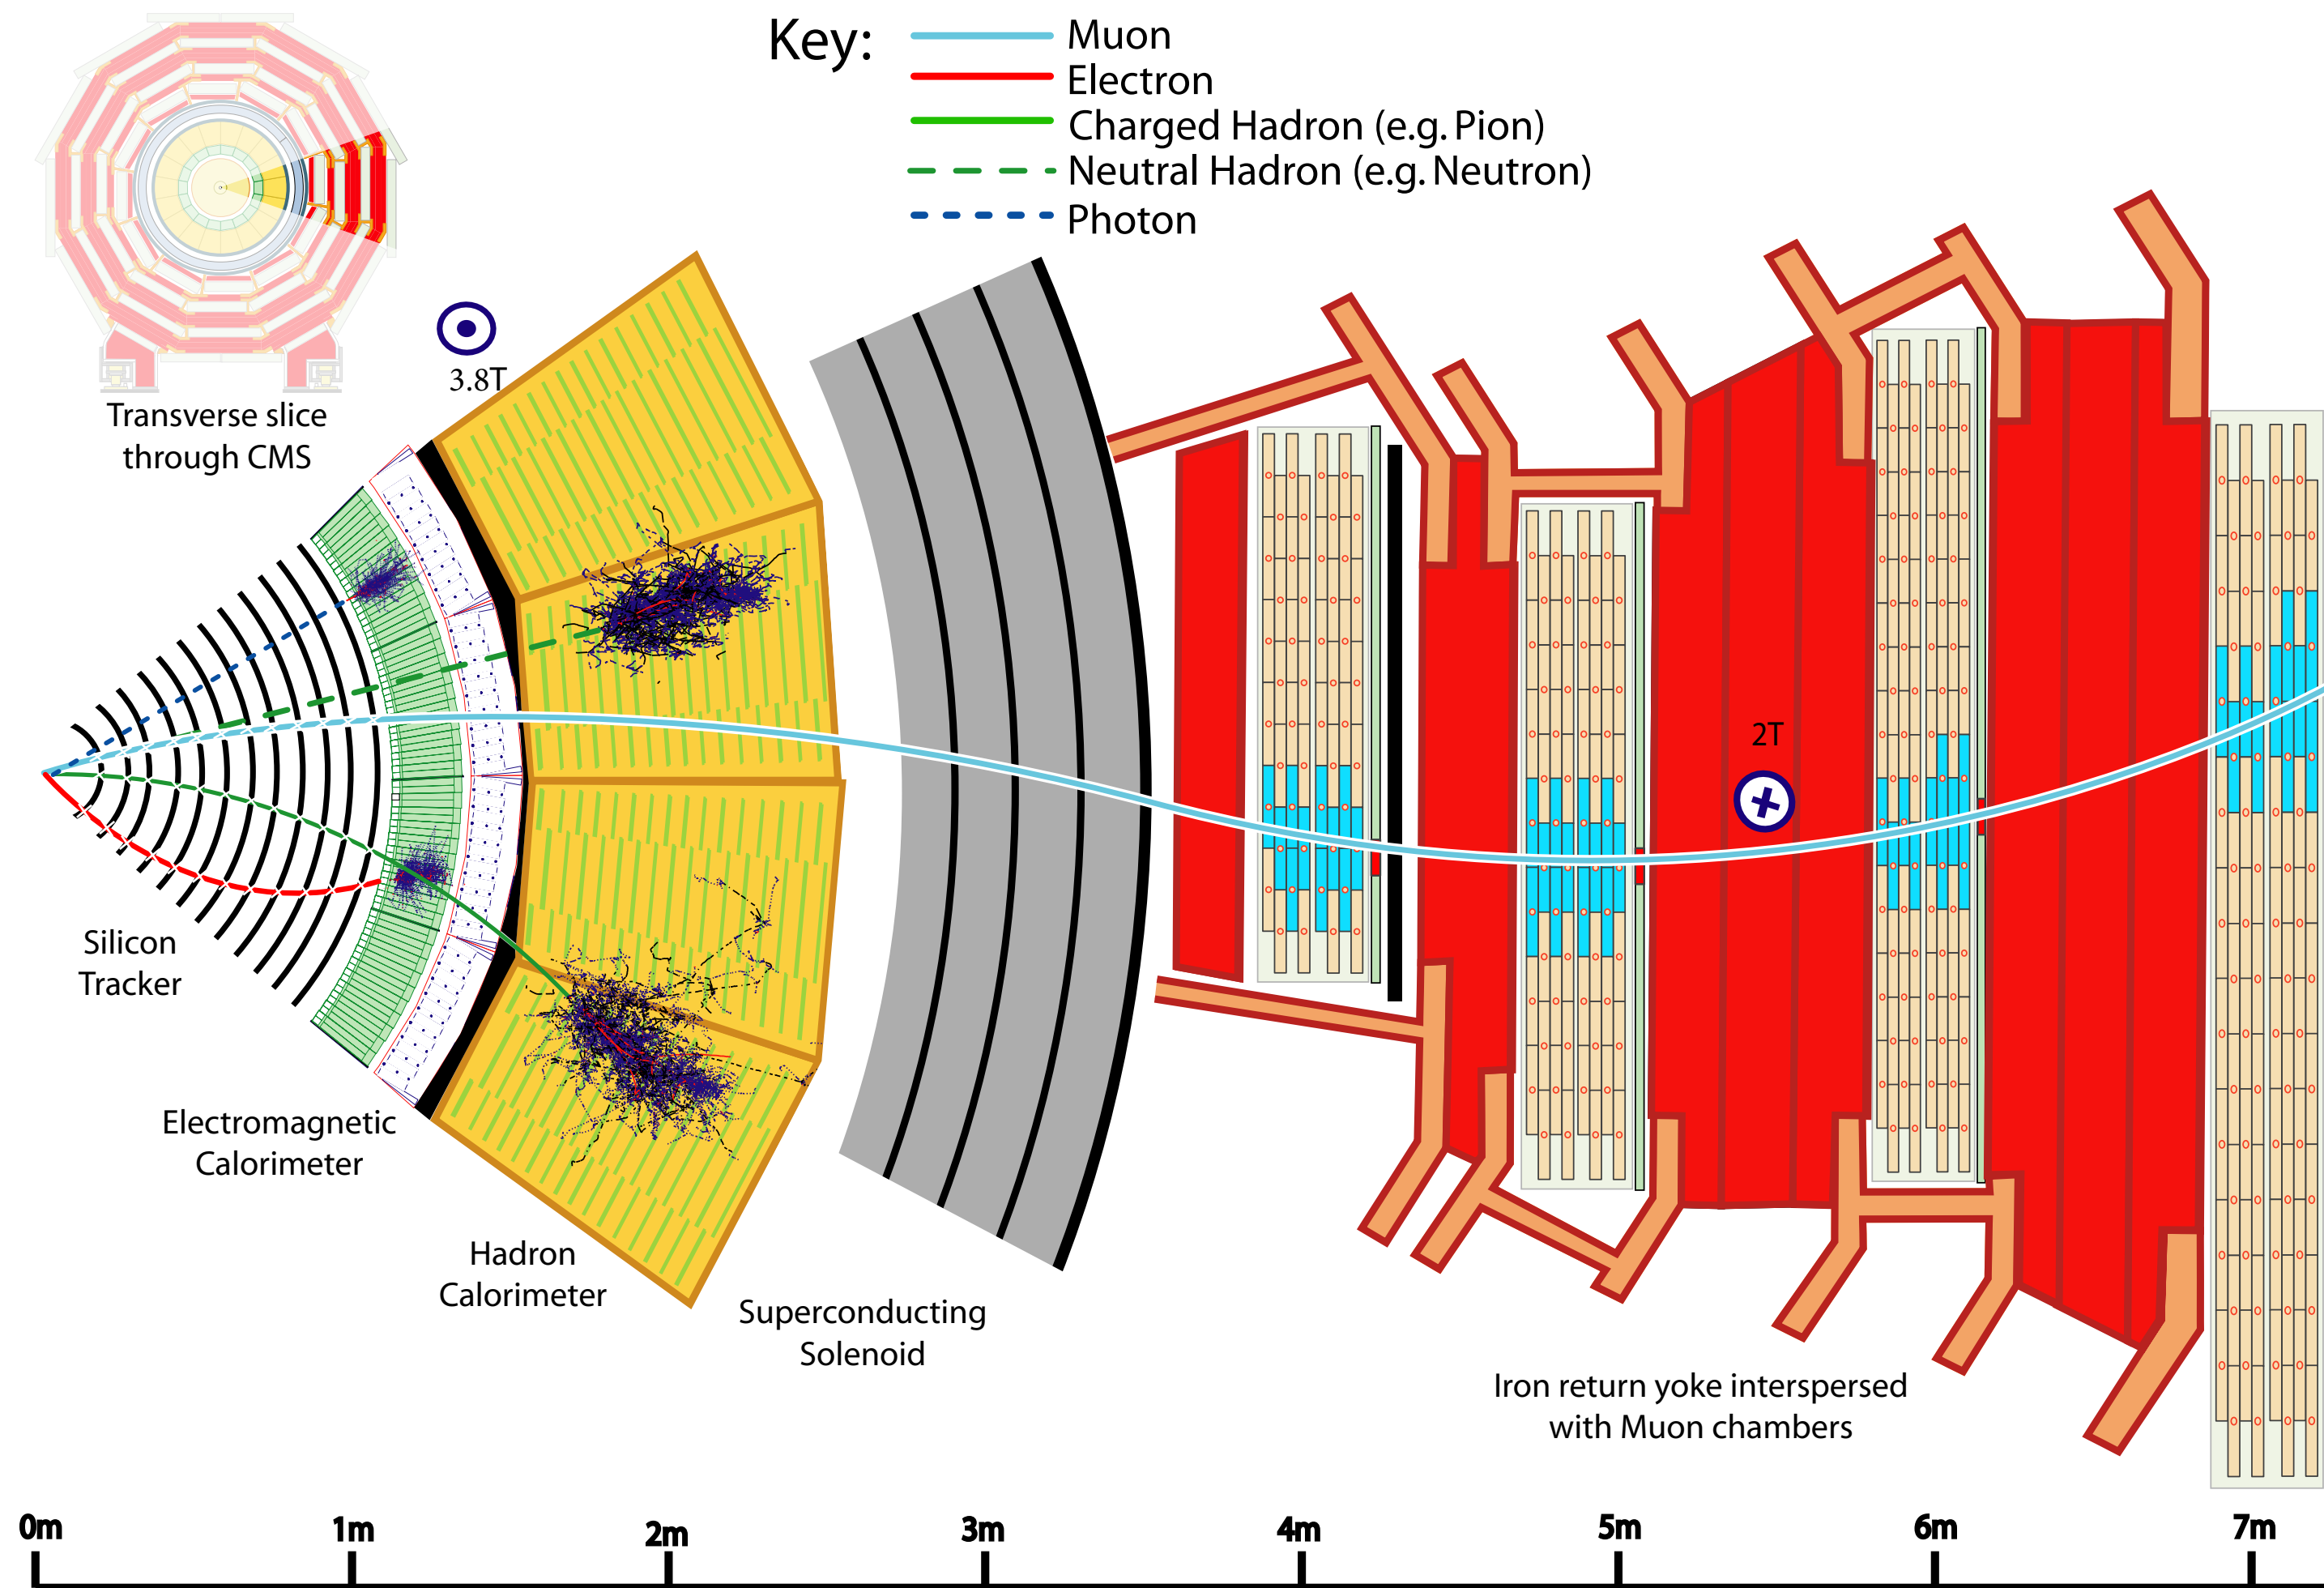 Key:
Muon
Electron
Charged Hadron (e.g. Pion)
Neutral Hadron (e.g. Neutron)
Photon
3.8T
Transverse slice
through CMS
2T
Silicon
Tracker
Electromagnetic
Calorimeter
Hadron
Calorimeter
Superconducting
Solenoid
Iron return yoke interspersed
with Muon chambers
0m 1m 2m 3m 4m 5m 6m 7m